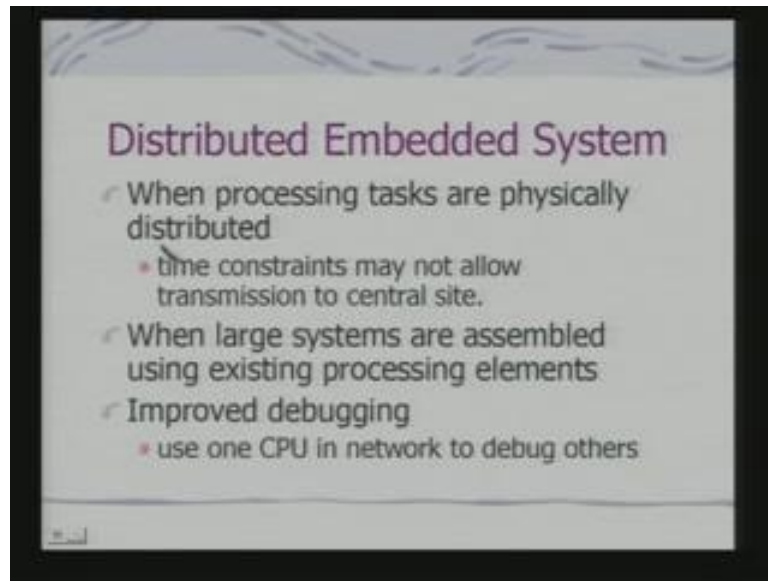 Distributed Embedded System
When processing tasks are physically
distributed
time constraints may not allow
transmission to central site.
When large systems are assembled
using existing processing elements
Improved debugging
use one CPU in network to debug others